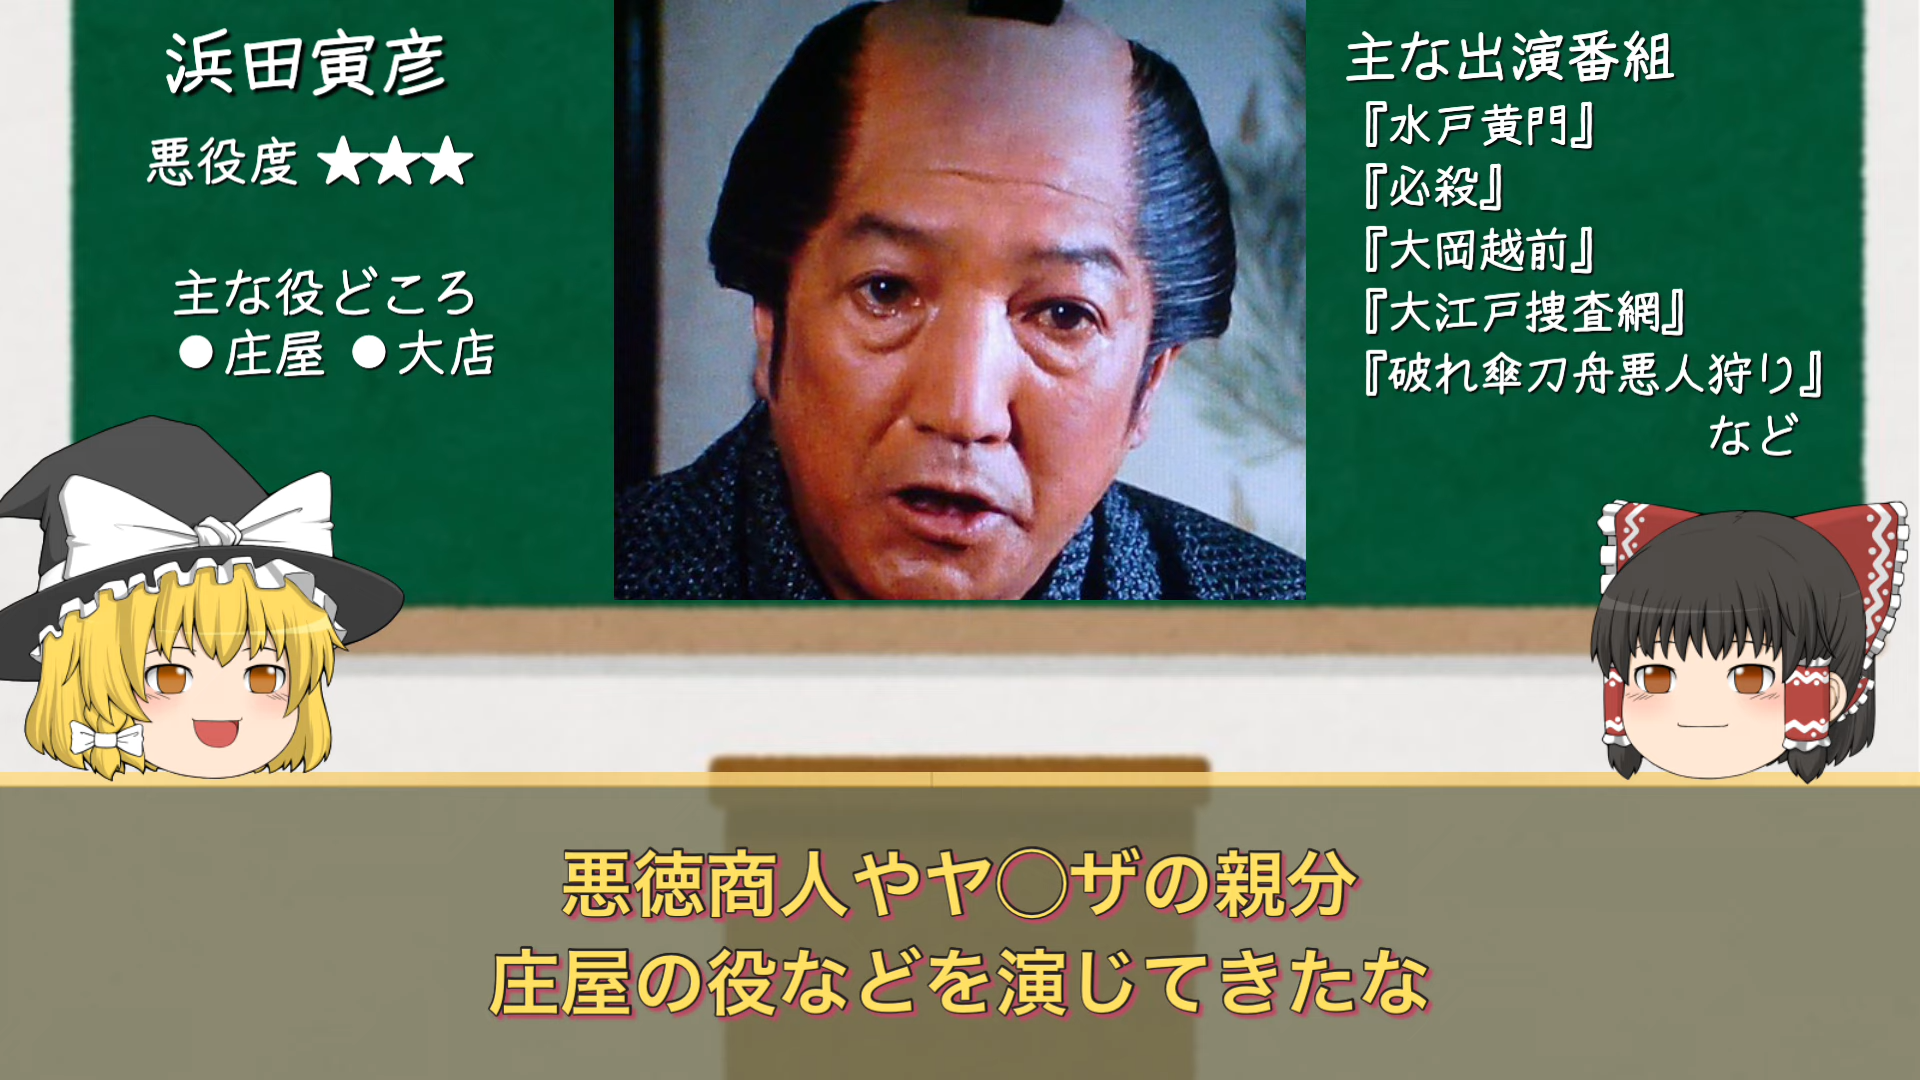 浜田寅彦
悪役度 ★★★
主な役どころ
●庄屋 ●大店
主な出演番組
『水戸黄門』
『必殺』
『大岡越前』
『大江戸捜査網』
『破れ傘刀舟悪人狩り』
など
悪徳商人やヤ◯ザの親分
庄屋の役などを演じてきたな